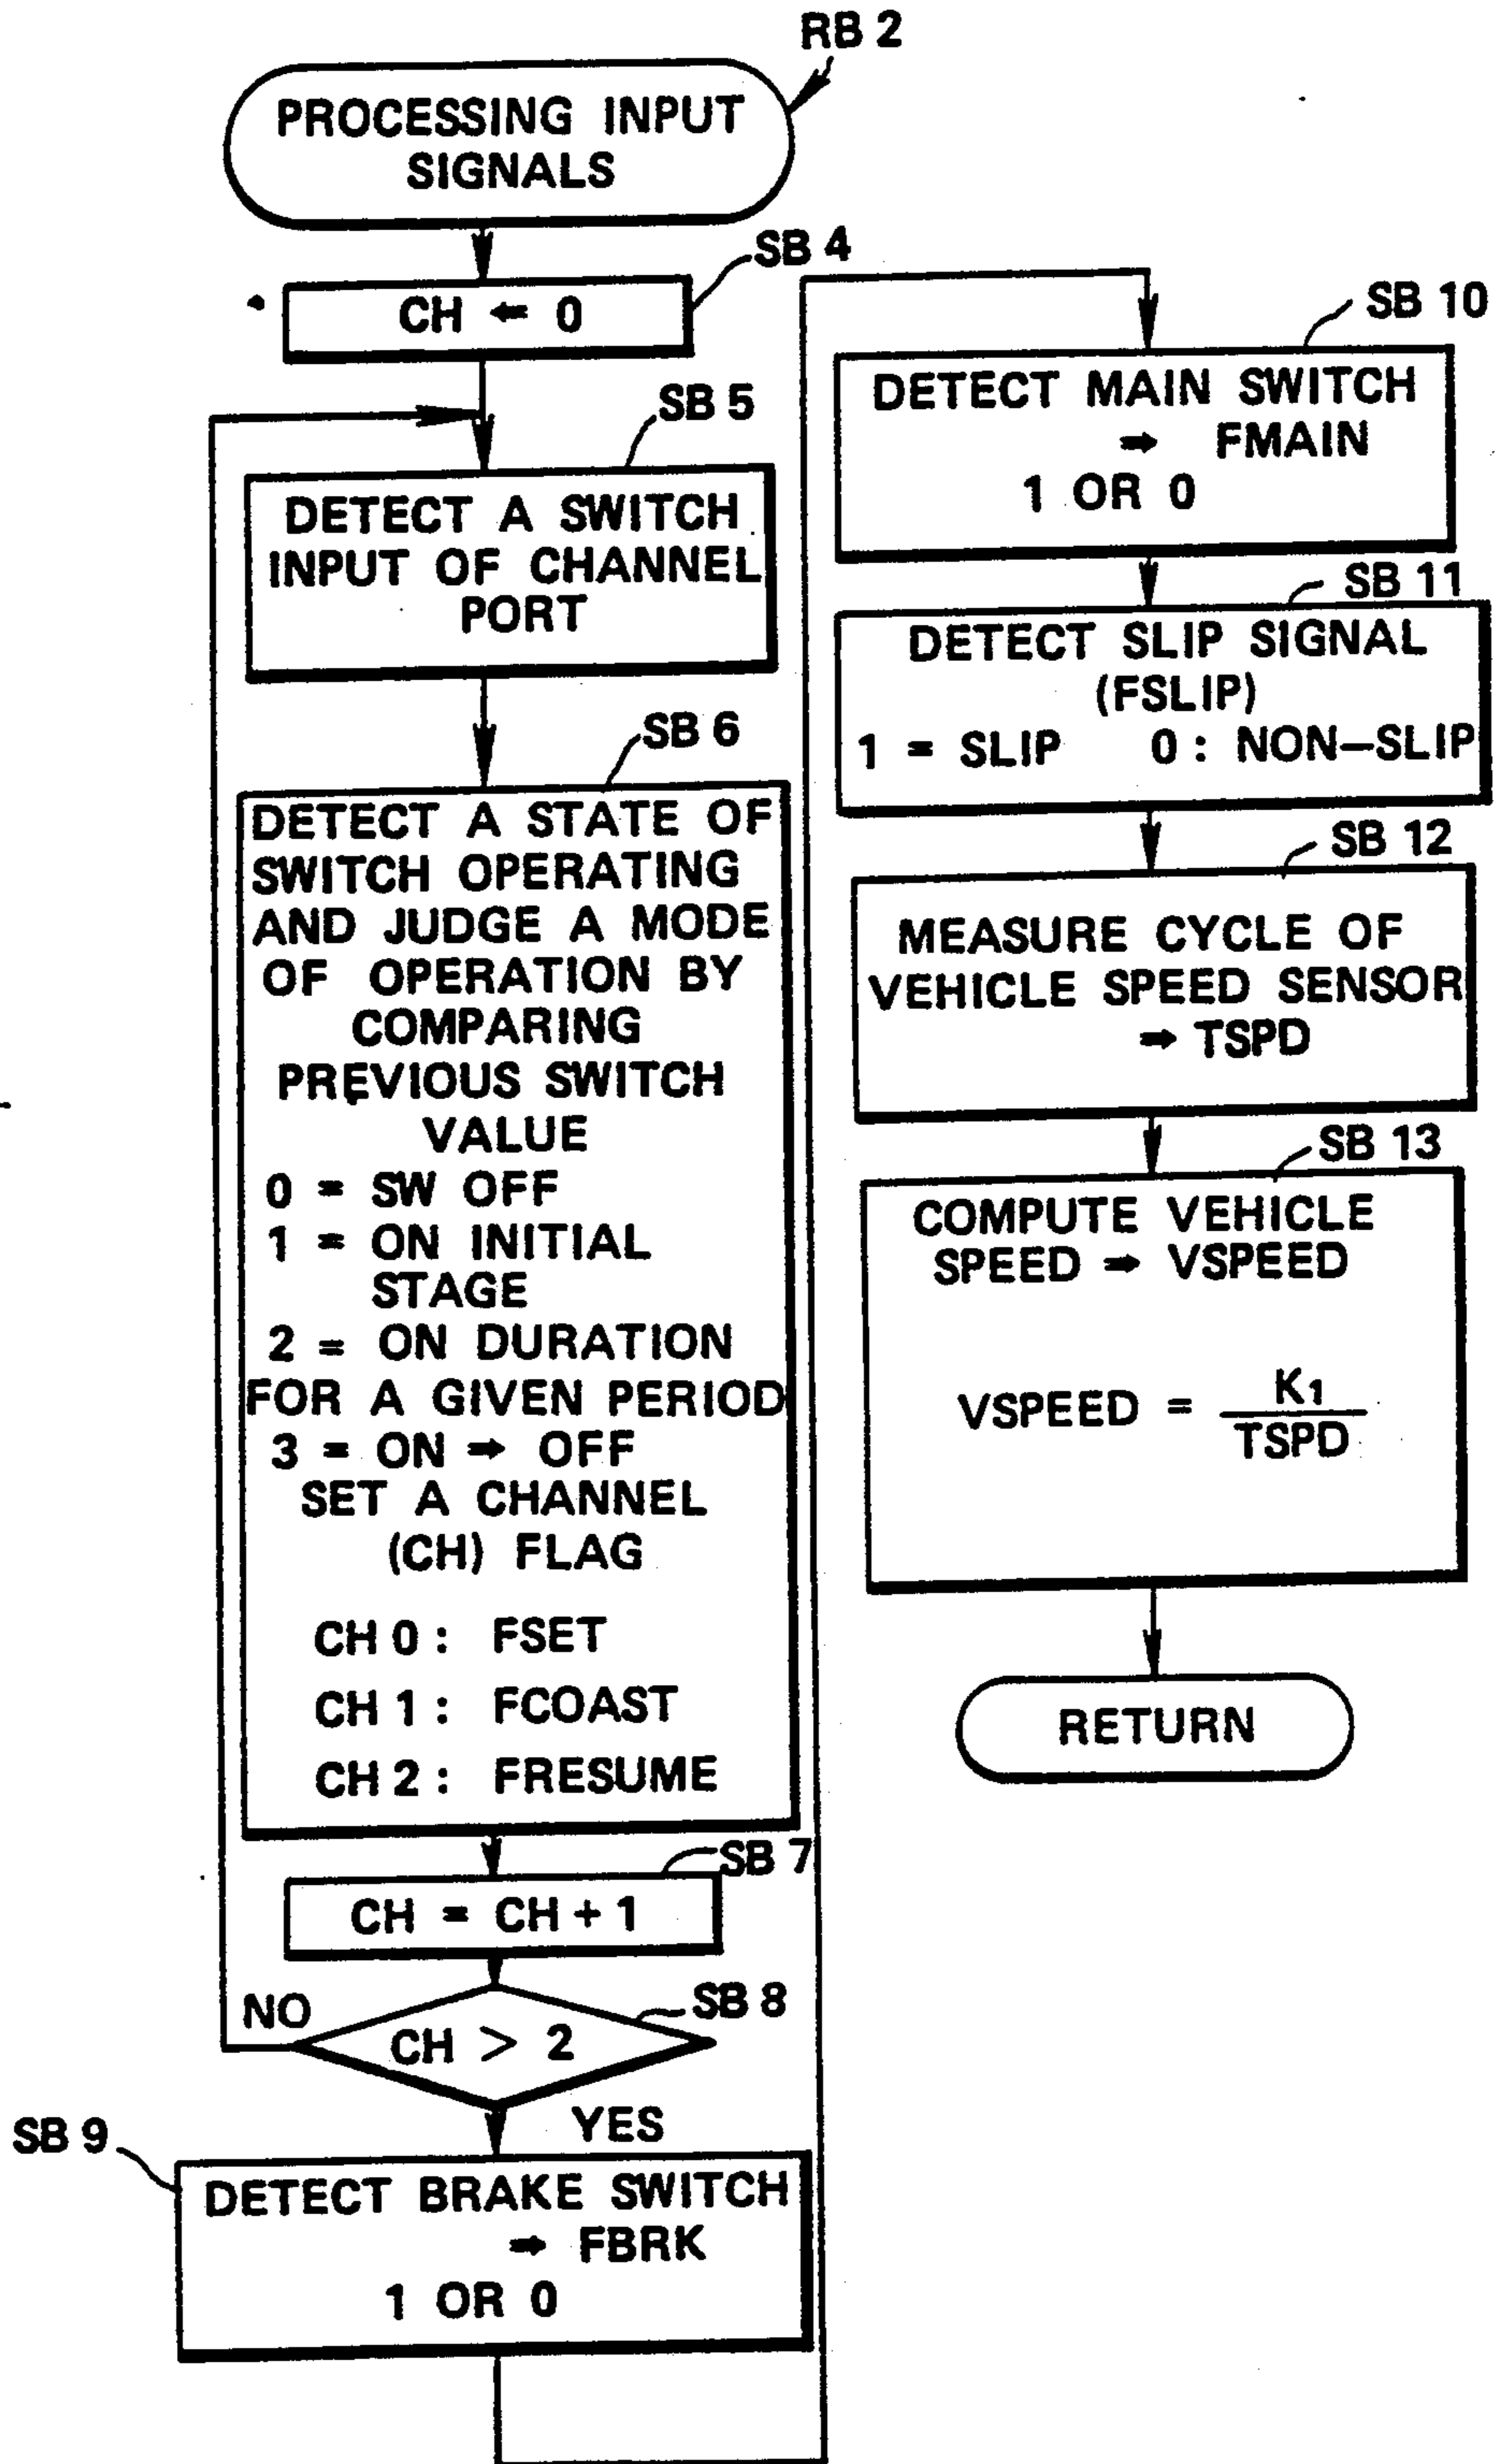 RB 2
PROCESSING INPUT
SIGNALS
SB 4
CH ← 0
SB 5
DETECT A SWITCH
INPUT OF CHANNEL
PORT
SB 6
DETECT A STATE OF
SWITCH OPERATING
AND JUDGE A MODE
OF OPERATION BY
COMPARING
PREVIOUS SWITCH
VALUE
0 = SW OFF
1 = ON INITIAL
STAGE
2 = ON DURATION
FOR A GIVEN PERIOD
3 = ON → OFF
SET A CHANNEL
(CH) FLAG
CH 0 : FSET
CH 1 : FCOAST
CH 2 : FRESUME
SB 7
CH = CH + 1
SB 8
NO
CH > 2
YES
SB 9
DETECT BRAKE SWITCH
→ FBRK
1 OR 0
SB 10
DETECT MAIN SWITCH
→ FMAIN
1 OR 0
SB 11
DETECT SLIP SIGNAL
(FSLIP)
1 = SLIP 0 : NON-SLIP
SB 12
MEASURE CYCLE OF
VEHICLE SPEED SENSOR
→ TSPD
SB 13
COMPUTE VEHICLE
SPEED → VSPEED
VSPEED = K1 / TSPD
RETURN